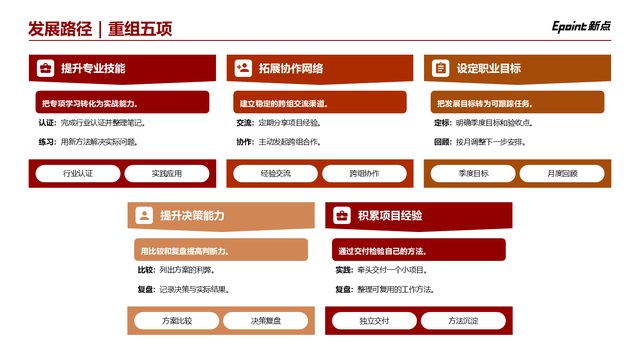 发展路径｜重组五项
Epoint新点
提升专业技能
把专项学习转化为实战能力。
认证：完成行业认证并整理笔记。
练习：用新方法解决实际问题。
行业认证
实践应用
拓展协作网络
建立稳定的跨组交流渠道。
交流：定期分享项目经验。
协作：主动发起跨组合作。
经验交流
跨组协作
设定职业目标
把发展目标转为可跟踪任务。
定标：明确季度目标和验收点。
回顾：按月调整下一步安排。
季度目标
月度回顾
提升决策能力
用比较和复盘提高判断力。
比较：列出方案的利弊。
复盘：记录决策与实际结果。
方案比较
决策复盘
积累项目经验
通过交付检验自己的方法。
实践：牵头交付一个小项目。
复盘：整理可复用的工作方法。
独立交付
方法沉淀